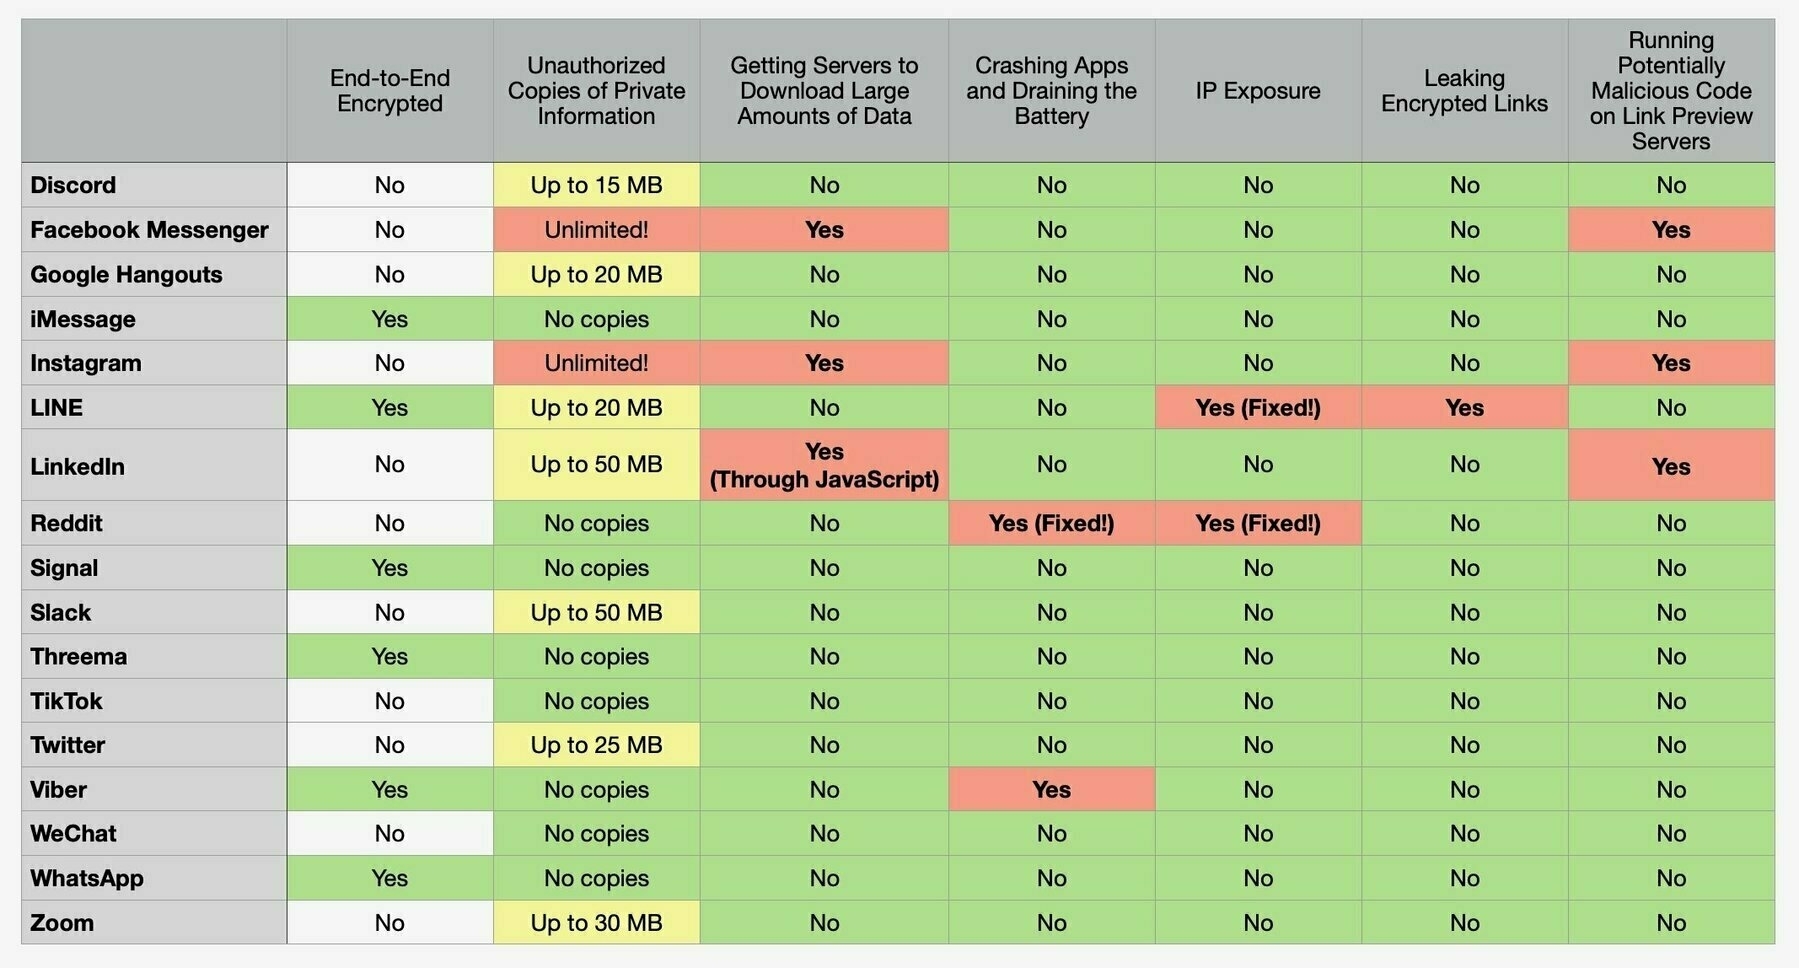 End-to-End Encrypted | Unauthorized Copies of Private Information | Getting Servers to Download Large Amounts of Data | Crashing Apps and Draining the Battery | IP Exposure | Leaking Encrypted Links | Running Potentially Malicious Code on Link Preview Servers
Discord | No | Up to 15 MB | No | No | No | No | No
Facebook Messenger | No | Unlimited! | Yes | No | No | No | Yes
Google Hangouts | No | Up to 20 MB | No | No | No | No | No
iMessage | Yes | No copies | No | No | No | No | No
Instagram | No | Unlimited! | Yes | No | No | No | Yes
LINE | Yes | Up to 20 MB | No | No | Yes (Fixed!) | Yes | No
LinkedIn | No | Up to 50 MB | Yes (Through JavaScript) | No | No | No | Yes
Reddit | No | No copies | No | Yes (Fixed!) | Yes (Fixed!) | No | No
Signal | Yes | No copies | No | No | No | No | No
Slack | No | Up to 50 MB | No | No | No | No | No
Threema | Yes | No copies | No | No | No | No | No
TikTok | No | No copies | No | No | No | No | No
Twitter | No | Up to 25 MB | No | No | No | No | No
Viber | Yes | No copies | No | Yes | No | No | No
WeChat | No | No copies | No | No | No | No | No
WhatsApp | Yes | No copies | No | No | No | No | No
Zoom | No | Up to 30 MB | No | No | No | No | No